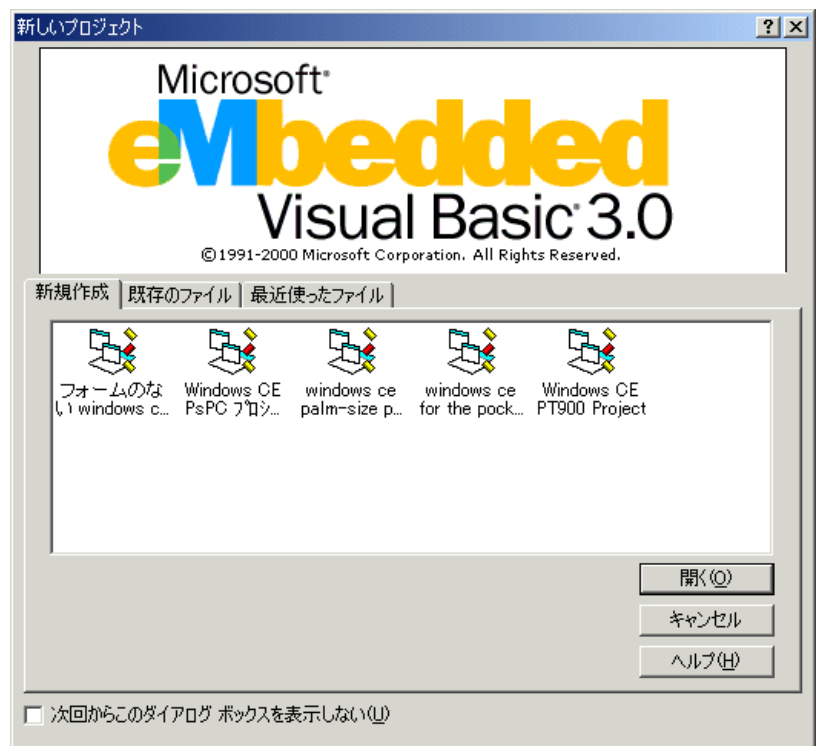 新しいプロジェクト
Microsoft®
eMbedded
Visual Basic® 3.0
©1991-2000 Microsoft Corporation. All Rights Reserved.
新規作成 既存のファイル 最近使ったファイル
フォームのな
い windows c...
Windows CE
PsPC プロジ...
windows ce
palm-size p...
windows ce
for the pock...
Windows CE
PT900 Project
開く(O)
キャンセル
ヘルプ(H)
次回からこのダイアログ ボックスを表示しない(U)